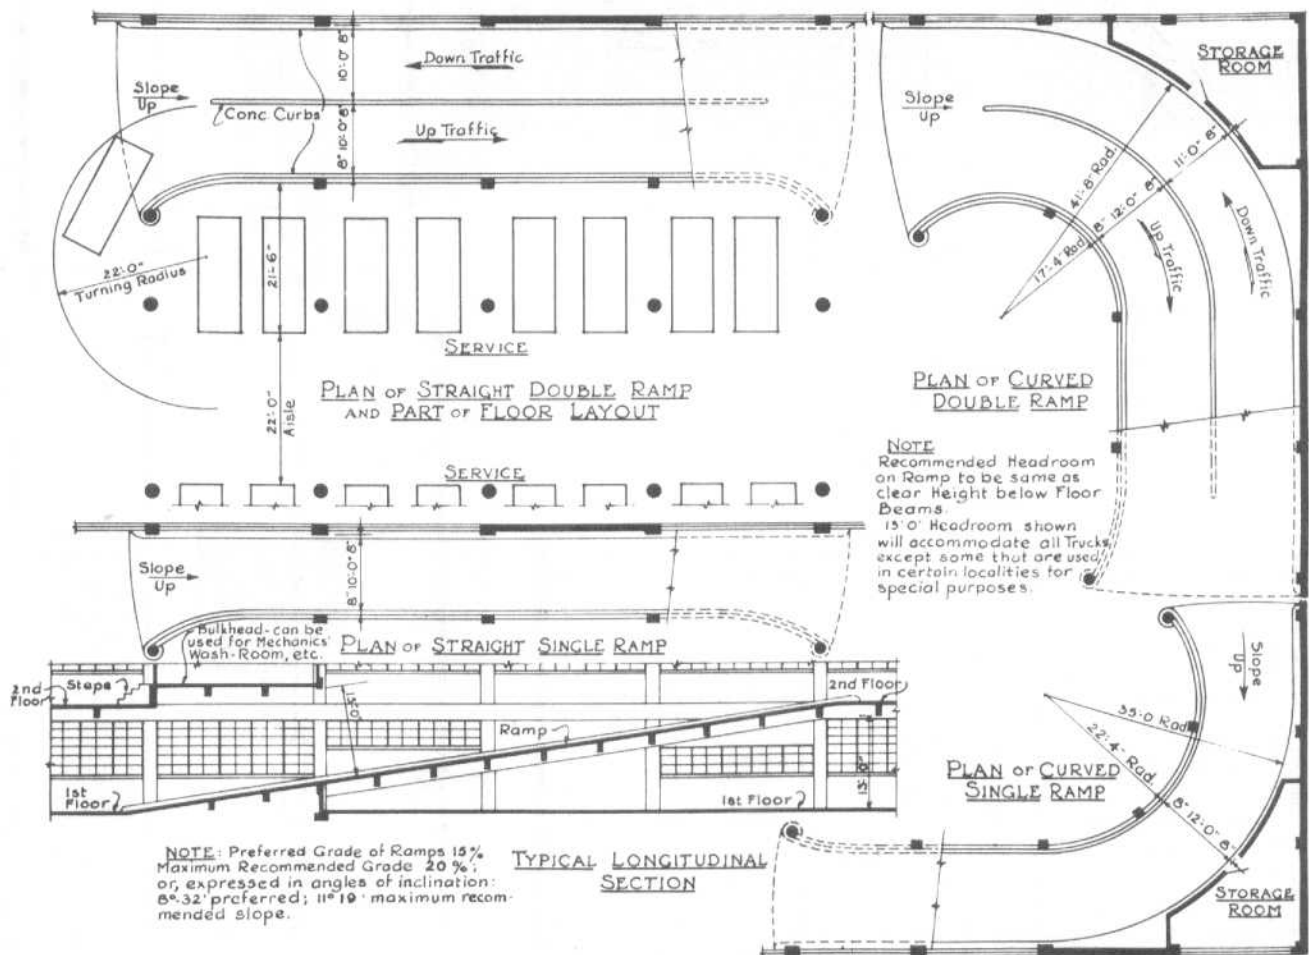 Down Traffic
10'-0" 8"
Slope
Up
Conc Curbs
Up Traffic
8" 10'-0" 8"
22'-0"
Turning Radius
21'-6"
SERVICE
PLAN OF STRAIGHT DOUBLE RAMP
AND PART OF FLOOR LAYOUT
22'-0"
Aisle
SERVICE
STORAGE
ROOM
Slope
Up
41'-8" Rad.
11'-0" 8"
8" 12'-0" 8"
17'-4" Rad.
Up Traffic
Down Traffic
PLAN OF CURVED
DOUBLE RAMP
NOTE
Recommended Headroom
on Ramp to be same as
clear Height below Floor
Beams.
15'0" Headroom shown
will accommodate all Trucks
except some that are used
in certain localities for
special purposes.
Slope
Up
8" 10'-0" 8"
Bulkhead-can be
used for Mechanics'
Wash-Room, etc.
PLAN OF STRAIGHT SINGLE RAMP
2nd
Floor
Steps
2nd Floor
Ramp
1st
Floor
1st Floor
15'-0"
Slope
Up
35'-0 Rad.
22'-4" Rad.
8" 12'-0" 8"
PLAN OF CURVED
SINGLE RAMP
STORAGE
ROOM
NOTE: Preferred Grade of Ramps 15%
Maximum Recommended Grade 20%;
or, expressed in angles of inclination:
8°-32' preferred; 11°19' maximum recom-
mended slope.
TYPICAL LONGITUDINAL
SECTION